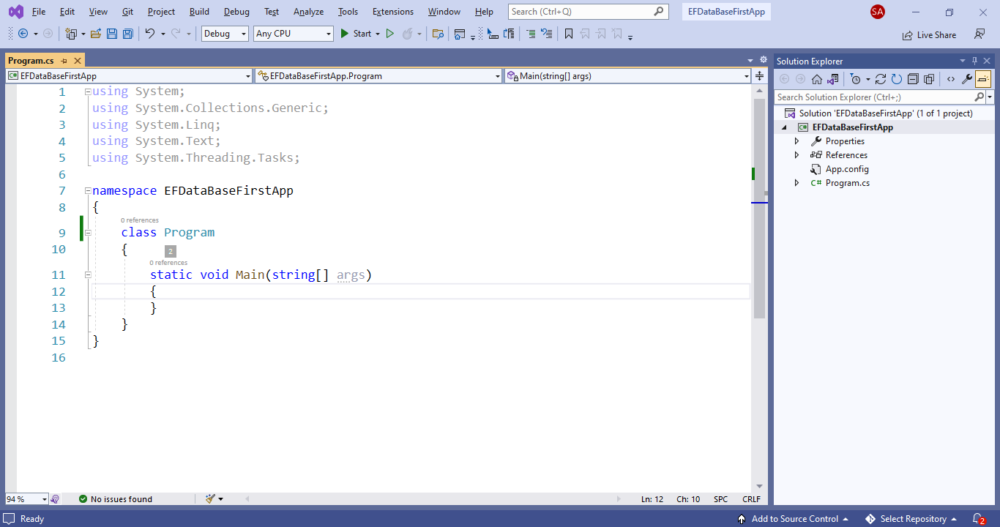 File Edit View Git Project Build Debug Test Analyze Tools Extensions Window Help Search (Ctrl+Q) EFDataBaseFirstApp SA
Debug Any CPU Start Live Share
Program.cs
EFDataBaseFirstApp EFDataBaseFirstApp.Program Main(string[] args)
1 using System;
2 using System.Collections.Generic;
3 using System.Linq;
4 using System.Text;
5 using System.Threading.Tasks;
6
7 namespace EFDataBaseFirstApp
8 {
0 references
9 class Program
10 {
2
0 references
11 static void Main(string[] args)
12 {
13 }
14 }
15 }
16
94 % No issues found Ln: 12 Ch: 10 SPC CRLF
Solution Explorer
Search Solution Explorer (Ctrl+;)
Solution 'EFDataBaseFirstApp' (1 of 1 project)
C# EFDataBaseFirstApp
Properties
References
App.config
C# Program.cs
Ready Add to Source Control Select Repository 2